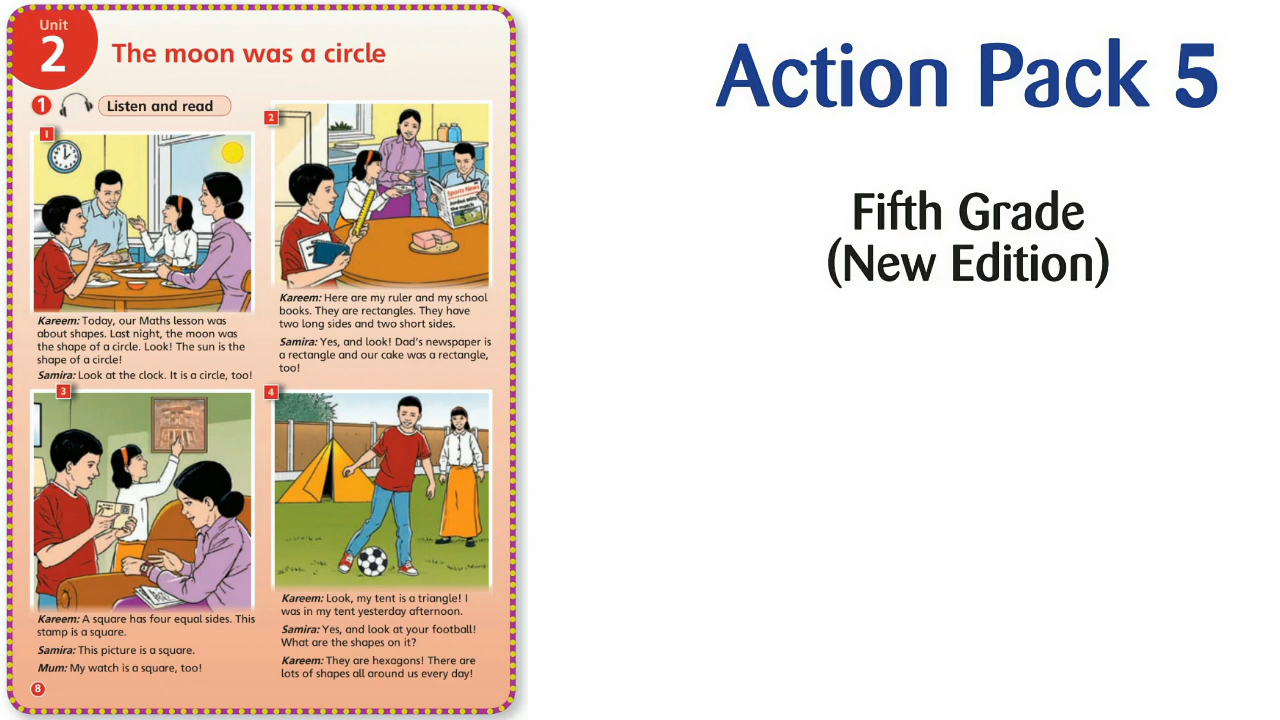 Unit
2
The moon was a circle
1
Listen and read
1
Kareem: Today, our Maths lesson was
about shapes. Last night, the moon was
the shape of a circle. Look! The sun is the
shape of a circle!
Samira: Look at the clock. It is a circle, too!
2
Sports News
Jordan wins
the match
Kareem: Here are my ruler and my school
books. They are rectangles. They have
two long sides and two short sides.
Samira: Yes, and look! Dad's newspaper is
a rectangle and our cake was a rectangle,
too!
3
Kareem: A square has four equal sides. This
stamp is a square.
Samira: This picture is a square.
Mum: My watch is a square, too!
4
Kareem: Look, my tent is a triangle! I
was in my tent yesterday afternoon.
Samira: Yes, and look at your football!
What are the shapes on it?
Kareem: They are hexagons! There are
lots of shapes all around us every day!
8
Action Pack 5
Fifth Grade
(New Edition)